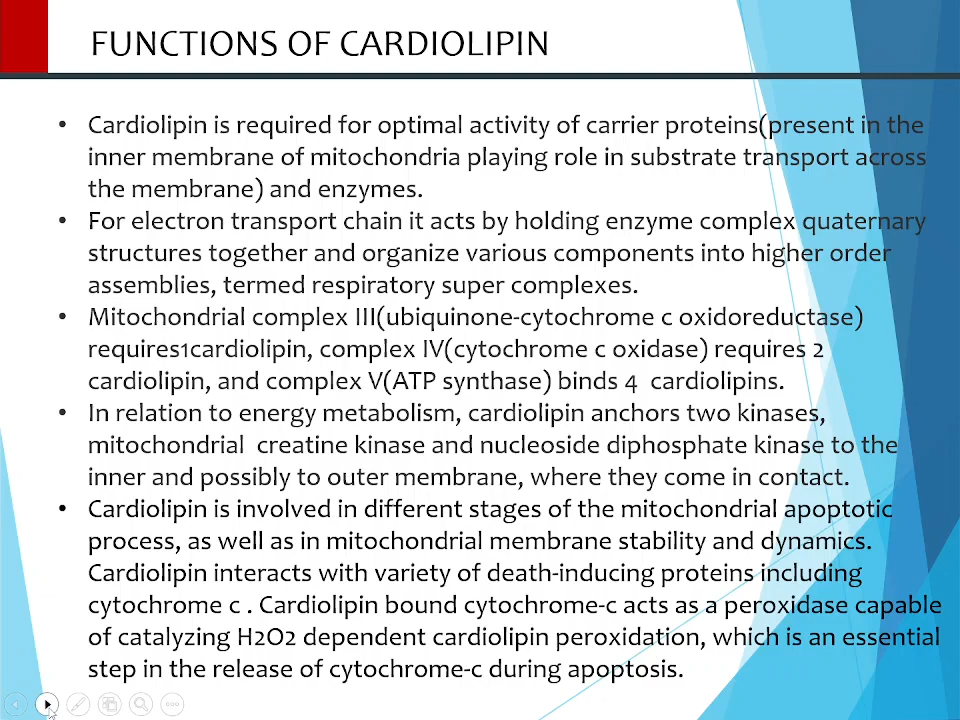 FUNCTIONS OF CARDIOLIPIN
• Cardiolipin is required for optimal activity of carrier proteins(present in the
inner membrane of mitochondria playing role in substrate transport across
the membrane) and enzymes.
• For electron transport chain it acts by holding enzyme complex quaternary
structures together and organize various components into higher order
assemblies, termed respiratory super complexes.
• Mitochondrial complex III(ubiquinone-cytochrome c oxidoreductase)
requires1cardiolipin, complex IV(cytochrome c oxidase) requires 2
cardiolipin, and complex V(ATP synthase) binds 4  cardiolipins.
• In relation to energy metabolism, cardiolipin anchors two kinases,
mitochondrial  creatine kinase and nucleoside diphosphate kinase to the
inner and possibly to outer membrane, where they come in contact.
• Cardiolipin is involved in different stages of the mitochondrial apoptotic
process, as well as in mitochondrial membrane stability and dynamics.
Cardiolipin interacts with variety of death-inducing proteins including
cytochrome c . Cardiolipin bound cytochrome-c acts as a peroxidase capable
of catalyzing H2O2 dependent cardiolipin peroxidation, which is an essential
step in the release of cytochrome-c during apoptosis.